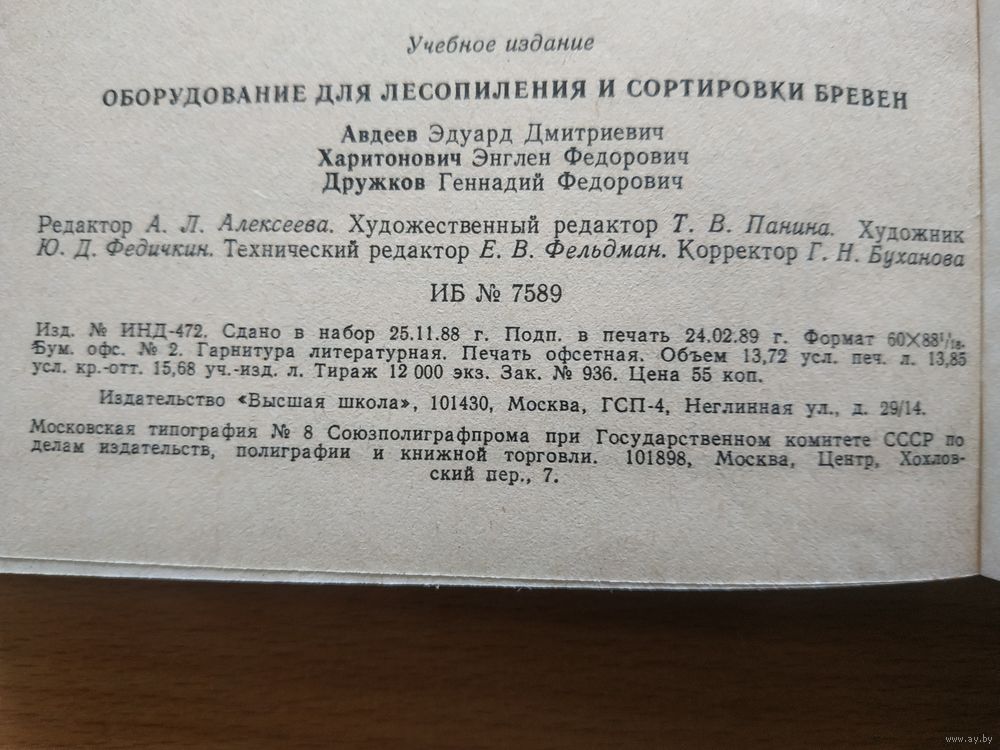 Учебное издание
ОБОРУДОВАНИЕ ДЛЯ ЛЕСОПИЛЕНИЯ И СОРТИРОВКИ БРЕВЕН
Авдеев Эдуард Дмитриевич
Харитонович Энглен Федорович
Дружков Геннадий Федорович
Редактор А. Л. Алексеева. Художественный редактор Т. В. Панина. Художник
Ю. Д. Федичкин. Технический редактор Е. В. Фельдман. Корректор Г. Н. Буханова
ИБ № 7589
Изд. № ИНД-472. Сдано в набор 25.11.88 г. Подп. в печать 24.02.89 г. Формат 60×88¹/₁₆.
Бум. офс. № 2. Гарнитура литературная. Печать офсетная. Объем 13,72 усл. печ. л. 13,85
усл. кр.-отт. 15,68 уч.-изд. л. Тираж 12 000 экз. Зак. № 936. Цена 55 коп.
Издательство «Высшая школа», 101430, Москва, ГСП-4, Неглинная ул., д. 29/14.
Московская типография № 8 Союзполиграфпрома при Государственном комитете СССР по
делам издательств, полиграфии и книжной торговли. 101898, Москва, Центр, Хохлов-
ский пер., 7.
www.ay.by